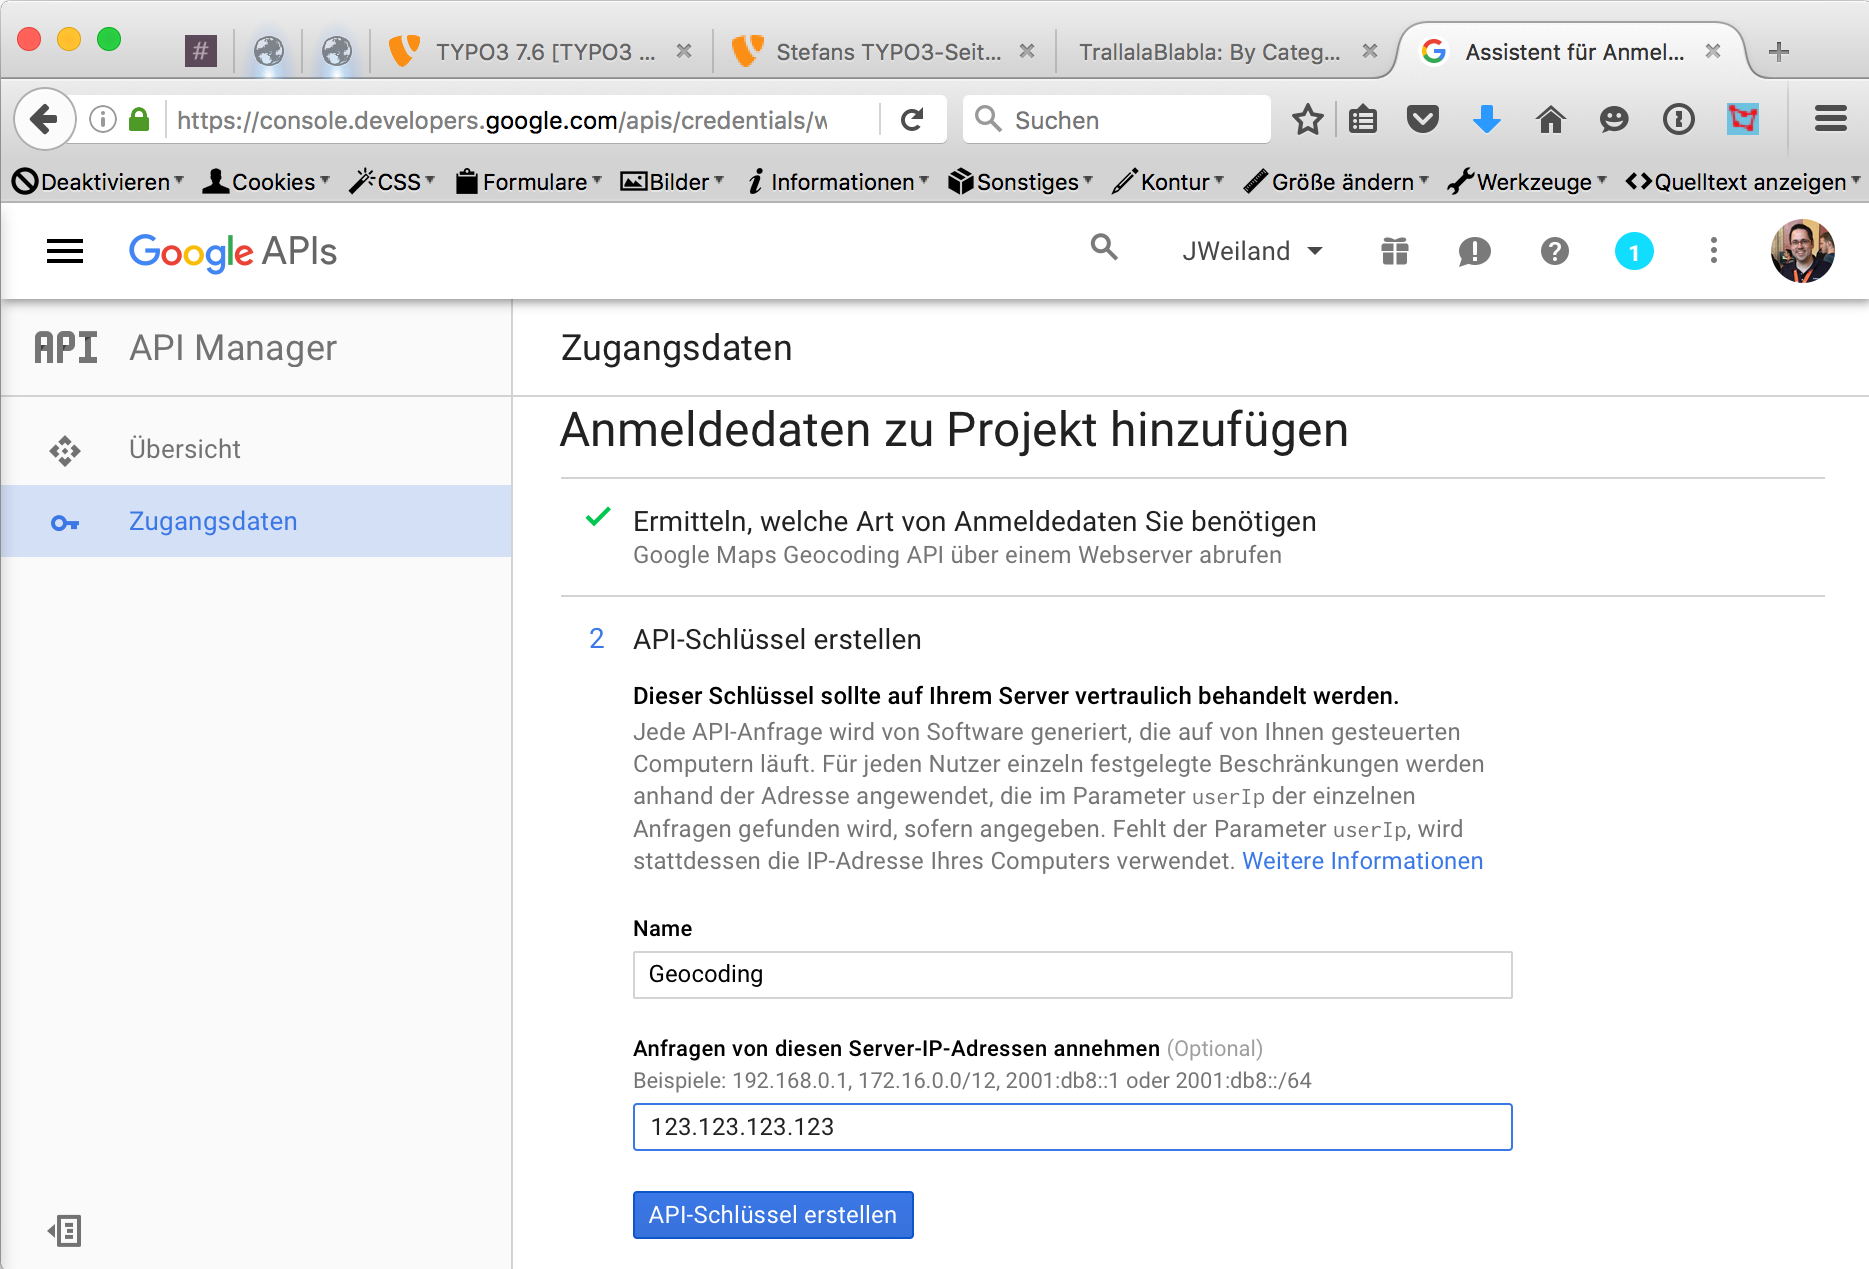 #
TYPO3 7.6 [TYPO3 ...
Stefans TYPO3-Seit...
TrallalaBlabla: By Categ...
Assistent für Anmel...
https://console.developers.google.com/apis/credentials/w
Suchen
Deaktivieren
Cookies
CSS
Formulare
Bilder
Informationen
Sonstiges
Kontur
Größe ändern
Werkzeuge
Quelltext anzeigen
Google APIs
JWeiland
1
API API Manager
Zugangsdaten
Übersicht
Zugangsdaten
Anmeldedaten zu Projekt hinzufügen
Ermitteln, welche Art von Anmeldedaten Sie benötigen
Google Maps Geocoding API über einem Webserver abrufen
2 API-Schlüssel erstellen
Dieser Schlüssel sollte auf Ihrem Server vertraulich behandelt werden.
Jede API-Anfrage wird von Software generiert, die auf von Ihnen gesteuerten
Computern läuft. Für jeden Nutzer einzeln festgelegte Beschränkungen werden
anhand der Adresse angewendet, die im Parameter userIp der einzelnen
Anfragen gefunden wird, sofern angegeben. Fehlt der Parameter userIp, wird
stattdessen die IP-Adresse Ihres Computers verwendet. Weitere Informationen
Name
Geocoding
Anfragen von diesen Server-IP-Adressen annehmen (Optional)
Beispiele: 192.168.0.1, 172.16.0.0/12, 2001:db8::1 oder 2001:db8::/64
123.123.123.123
API-Schlüssel erstellen